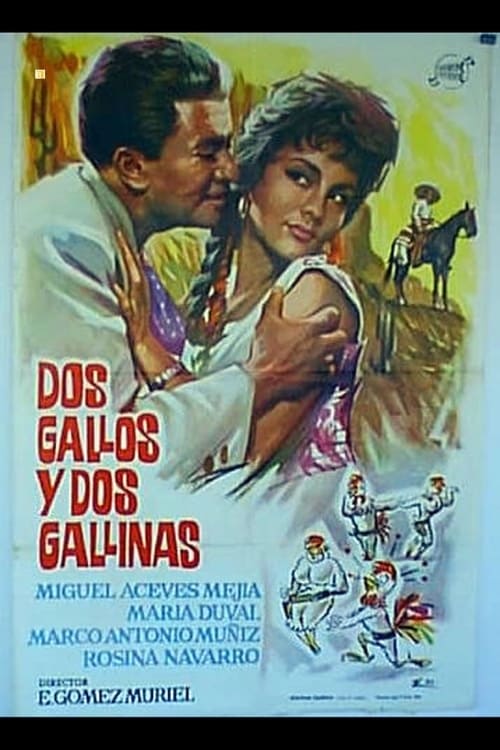 DOS
GALLOS
Y DOS
GALLINAS
MIGUEL ACEVES MEJIA
MARIA DUVAL
MARCO ANTONIO MUÑIZ
ROSINA NAVARRO
DIRECTOR
E. GOMEZ MURIEL